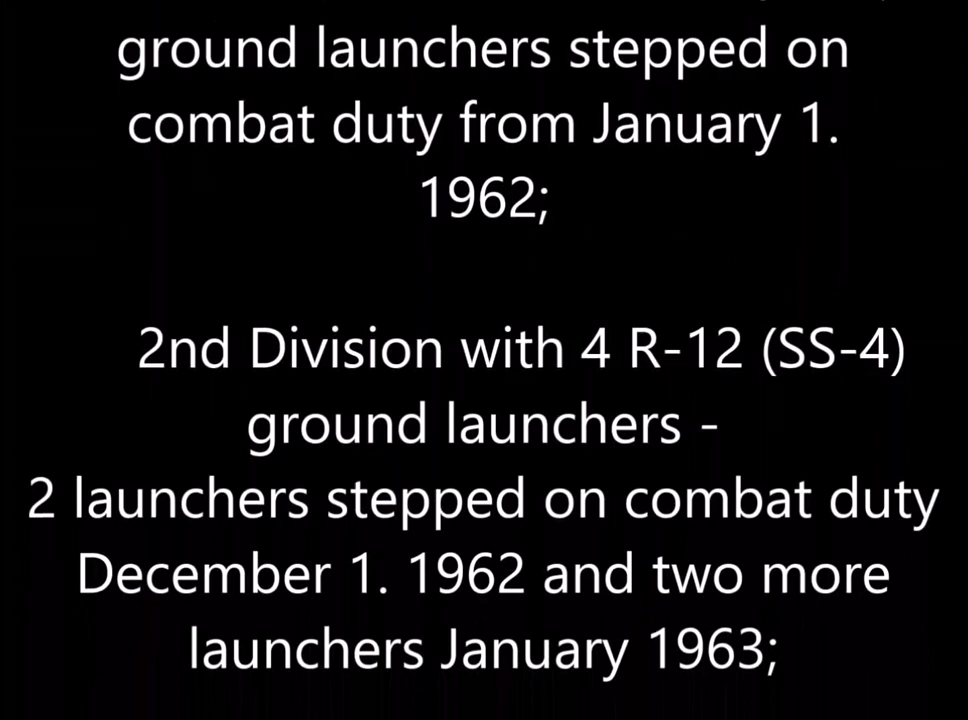 ground launchers stepped on
combat duty from January 1.
1962;
2nd Division with 4 R-12 (SS-4)
ground launchers -
2 launchers stepped on combat duty
December 1. 1962 and two more
launchers January 1963;